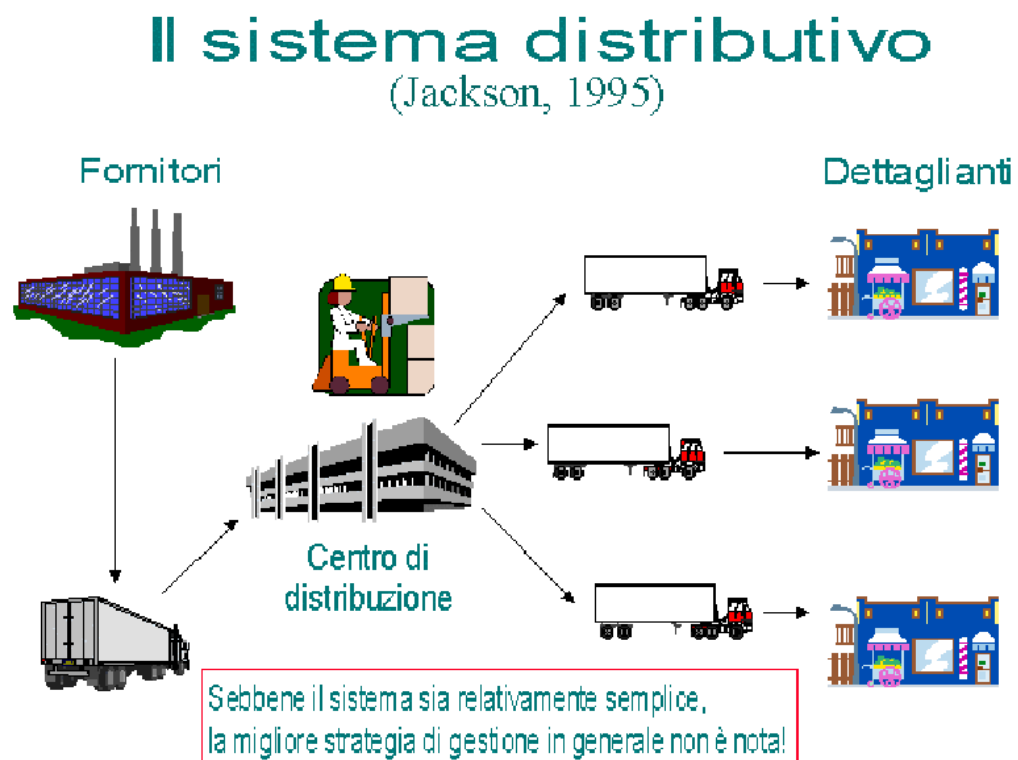 Il sistema distributivo
(Jackson, 1995)
Fornitori
Dettaglianti
Centro di
distribuzione
Sebbene il sistema sia relativamente semplice,
la migliore strategia di gestione in generale non è nota!